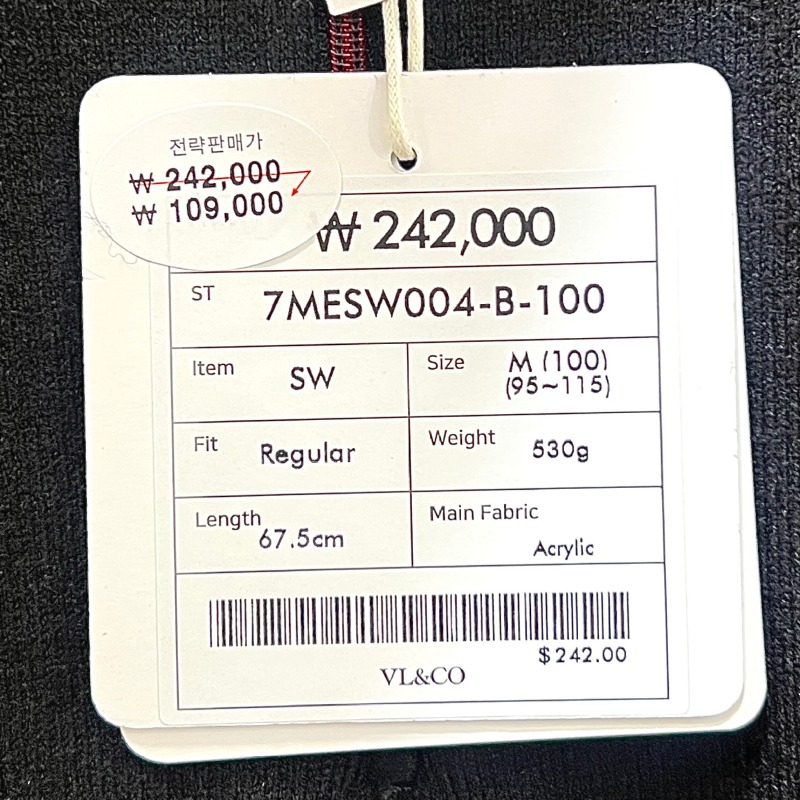 전략판매가
₩ 242,000
₩ 109,000
₩ 242,000
ST 7MESW004-B-100
Item SW
Size M (100)
(95~115)
Fit Regular
Weight 530g
Length 67.5cm
Main Fabric
Acrylic
$242.00
VL&CO